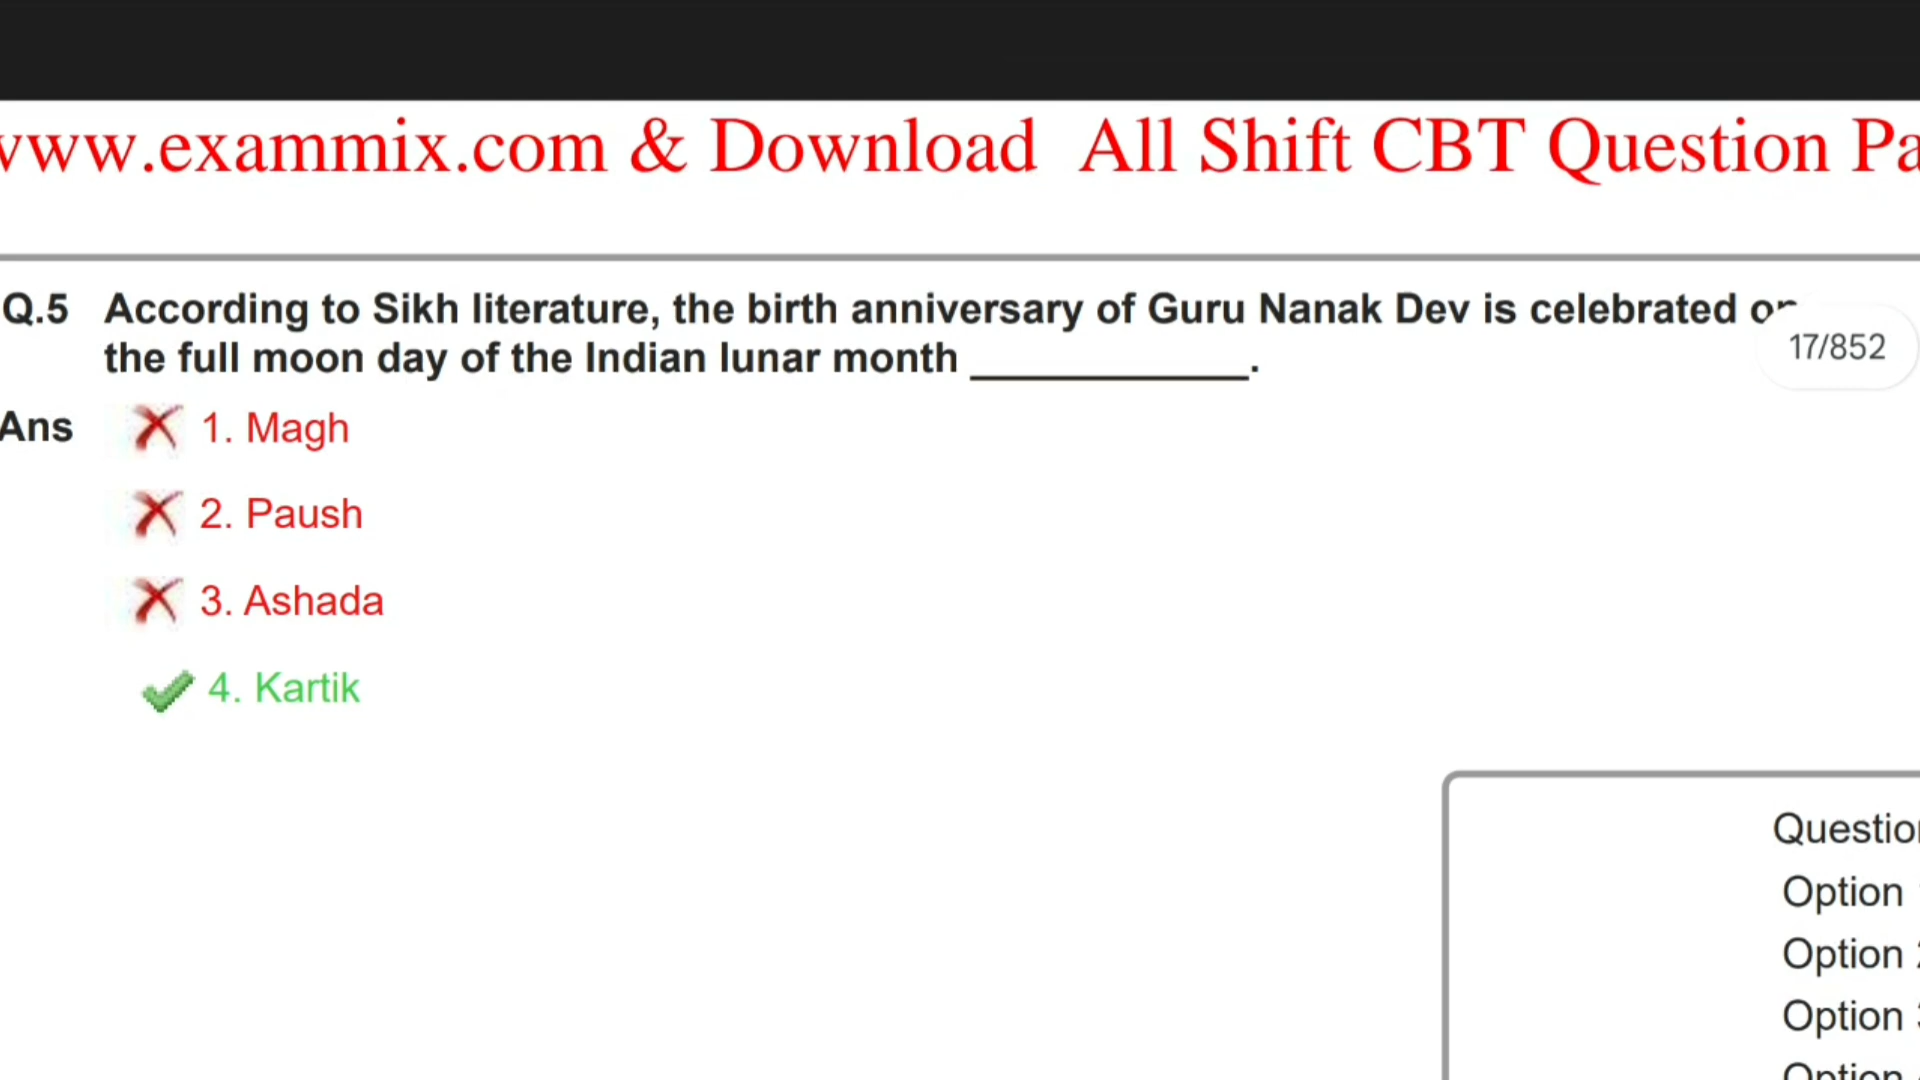 www.exammix.com & Download All Shift CBT Question
Q.5 According to Sikh literature, the birth anniversary of Guru Nanak Dev is celebrated on
17/852
the full moon day of the Indian lunar month ____________.
Ans 1. Magh
2. Paush
3. Ashada
4. Kartik
Question
Option
Option
Option
Option